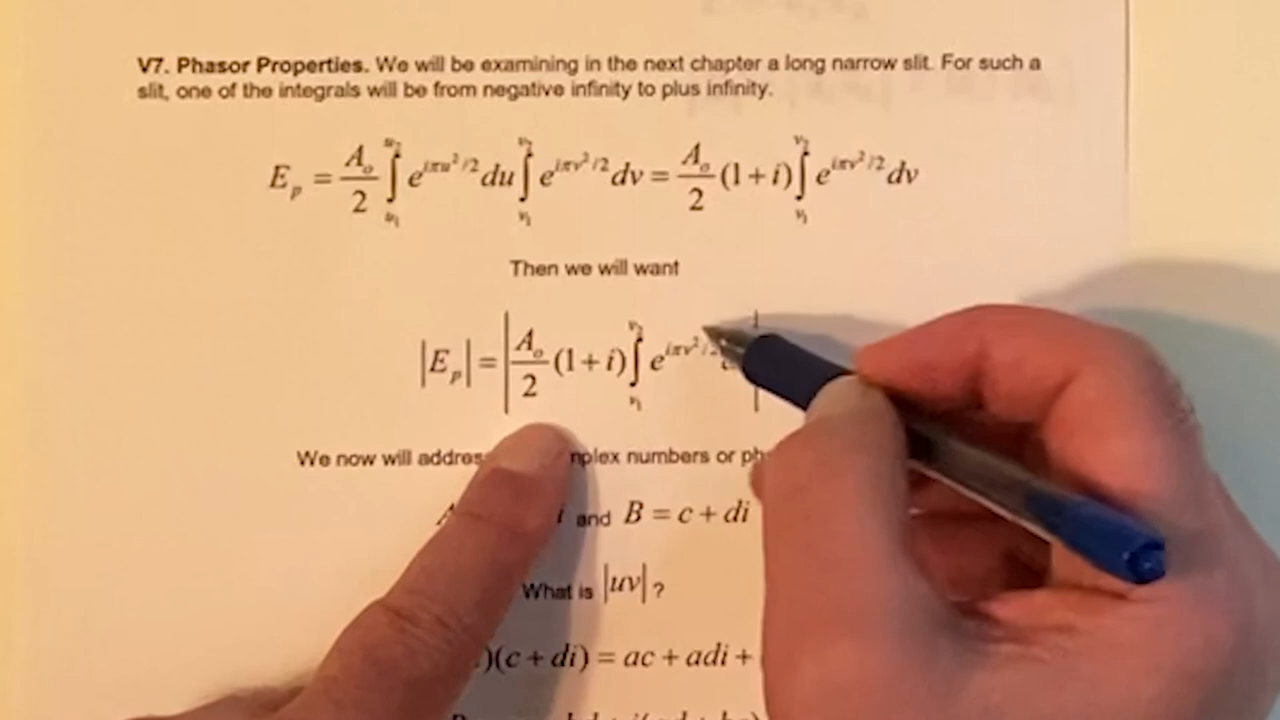 V7. Phasor Properties. We will be examining in the next chapter a long narrow slit. For such a
slit, one of the integrals will be from negative infinity to plus infinity.
E_p = A_o/2 ∫_{u_1}^{u_2} e^{iπu²/2} du ∫_{v_1}^{v_2} e^{iπv²/2} dv = A_o/2 (1+i) ∫_{v_1}^{v_2} e^{iπv²/2} dv
Then we will want
|E_p| = | A_o/2 (1+i) ∫_{v_1}^{v_2} e^{iπv²/ |
We now will addres numbers or
i and B = c + di
What is |uv| ?
)(c + di) = ac + adi +